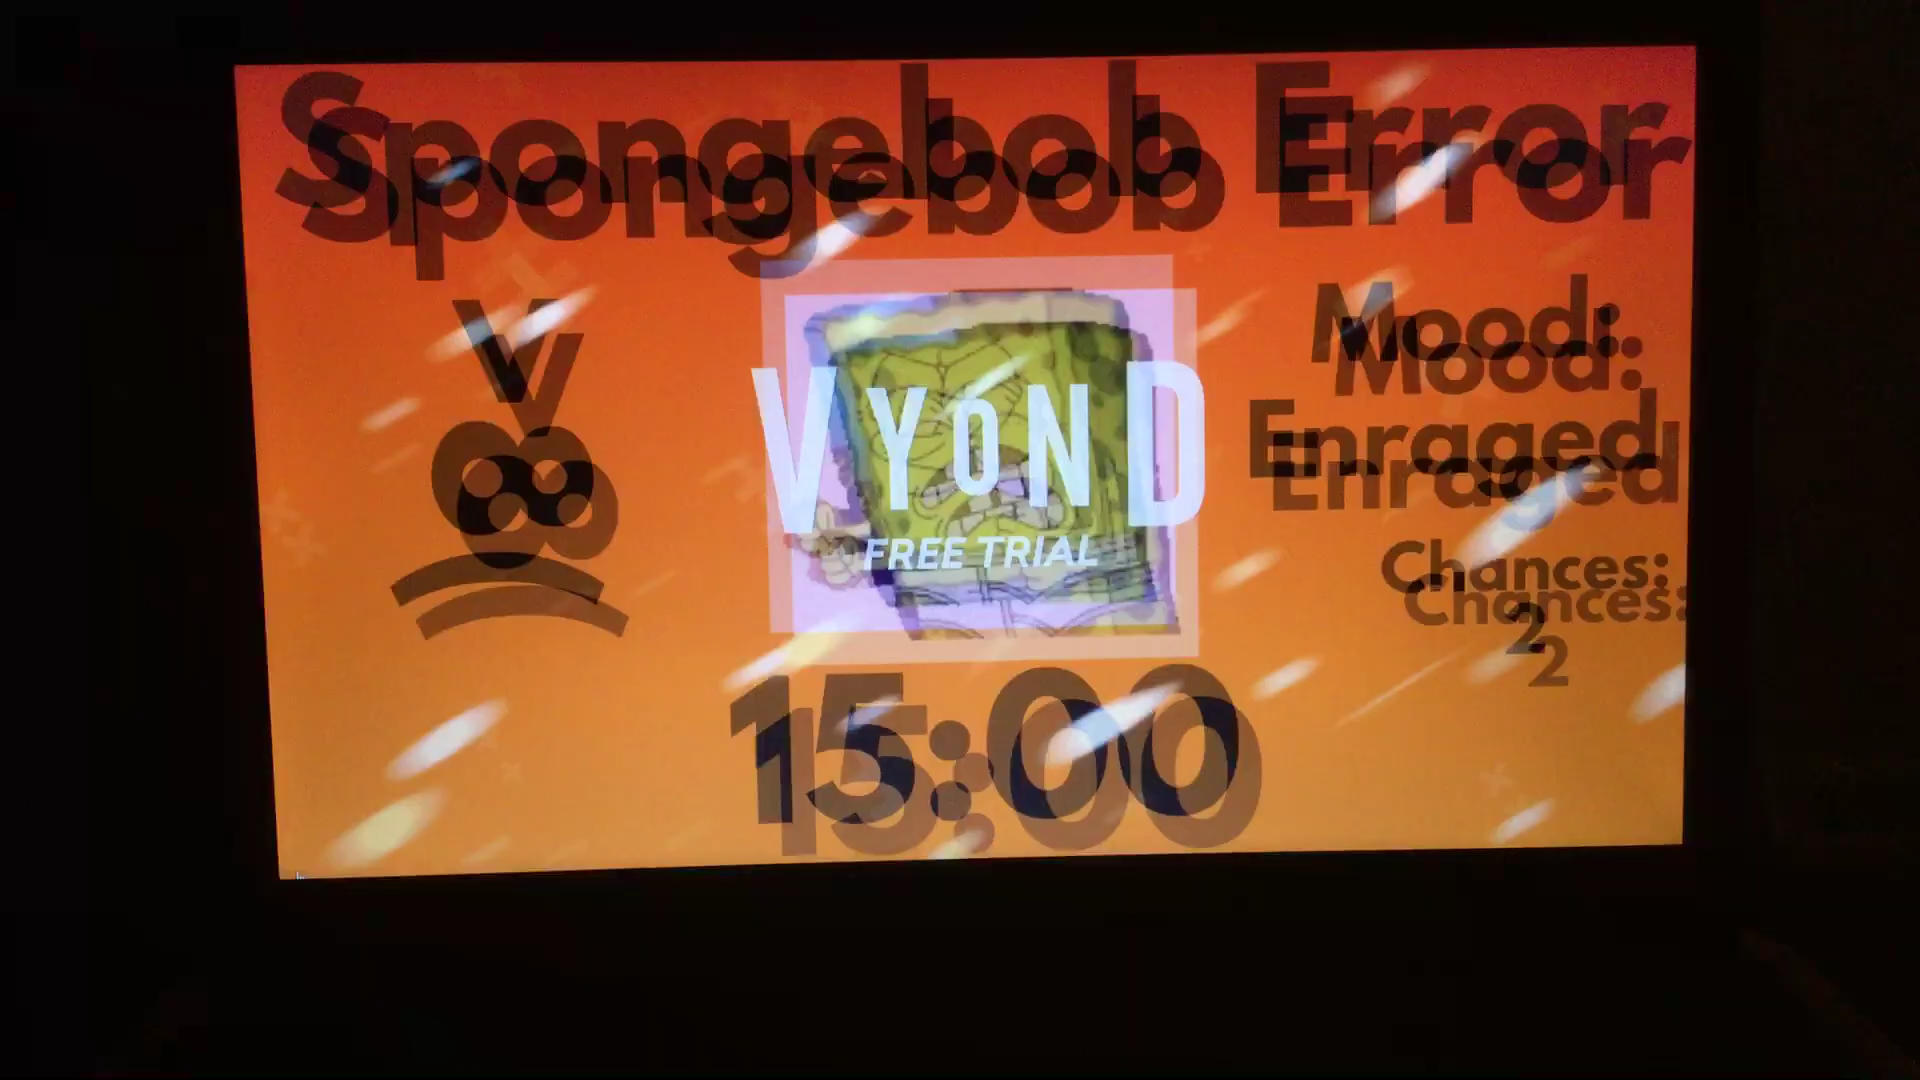 Spongebob Error
V
8
Mood:
Enraged
VYOND
FREE TRIAL
Chances:
2
15:00